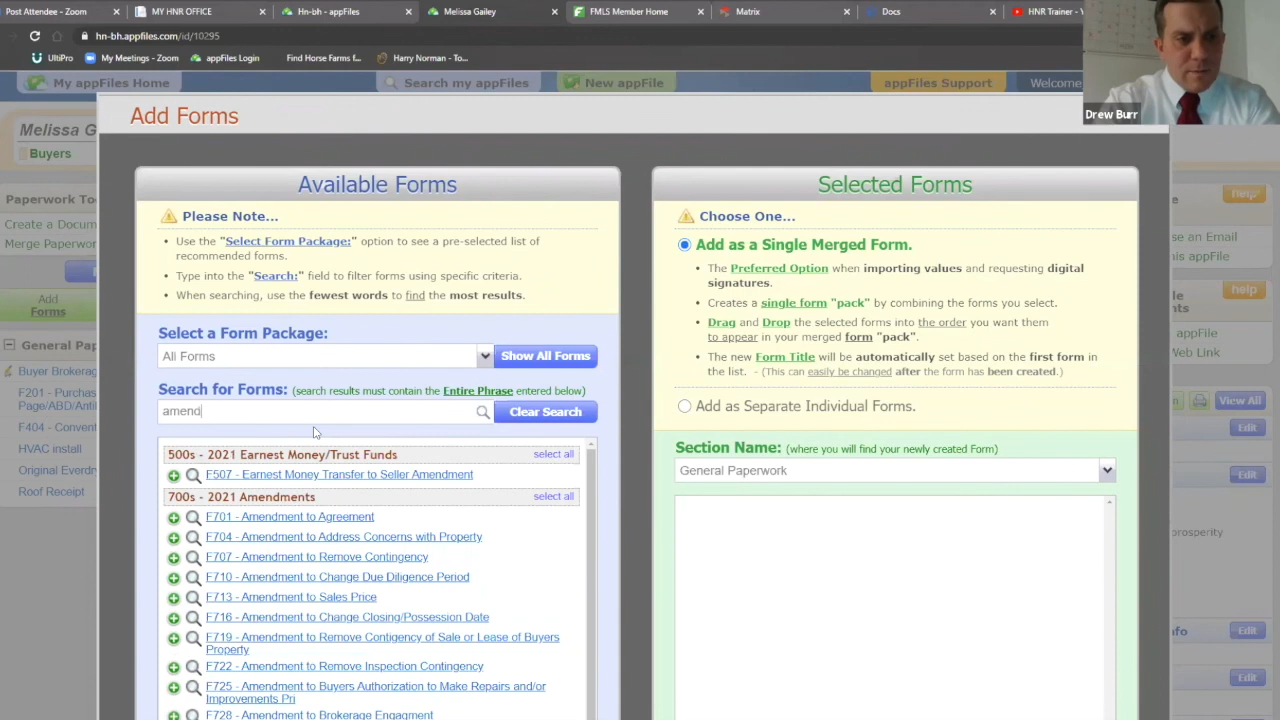 Post Attendee - Zoom
MY HNR OFFICE
Hn-bh - appFiles
Melissa Gailey
FMLS Member Home
Matrix
Docs
HNR Trainer - Y
hn-bh.appfiles.com/id/10295
UltiPro
My Meetings - Zoom
appFiles Login
Find Horse Farms f...
Harry Norman - To...
My appFiles Home
Search my appFiles
New appFile
appFiles Support
Welcome
Drew Burr
Melissa Ga
Buyers
Paperwork To
Create a Docum
Merge Paperwor
Add
Forms
General Pap
Buyer Brokerag
F201 - Purchas
Page/ABD/Antil
F404 - Convent
HVAC install
Original Everdry
Roof Receipt
Add Forms
Available Forms
Please Note...
• Use the "Select Form Package:" option to see a pre-selected list of
recommended forms.
• Type into the "Search:" field to filter forms using specific criteria.
• When searching, use the fewest words to find the most results.
Select a Form Package:
All Forms
Show All Forms
Search for Forms: (search results must contain the Entire Phrase entered below)
amend
Clear Search
500s - 2021 Earnest Money/Trust Funds
select all
F507 - Earnest Money Transfer to Seller Amendment
700s - 2021 Amendments
select all
F701 - Amendment to Agreement
F704 - Amendment to Address Concerns with Property
F707 - Amendment to Remove Contingency
F710 - Amendment to Change Due Diligence Period
F713 - Amendment to Sales Price
F716 - Amendment to Change Closing/Possession Date
F719 - Amendment to Remove Contigency of Sale or Lease of Buyers
Property
F722 - Amendment to Remove Inspection Contingency
F725 - Amendment to Buyers Authorization to Make Repairs and/or
Improvements Pri
F728 - Amendment to Brokerage Engagment
Selected Forms
Choose One...
Add as a Single Merged Form.
• The Preferred Option when importing values and requesting digital
signatures.
• Creates a single form "pack" by combining the forms you select.
• Drag and Drop the selected forms into the order you want them
to appear in your merged form "pack".
• The new Form Title will be automatically set based on the first form in
the list. - (This can easily be changed after the form has been created.)
Add as Separate Individual Forms.
Section Name: (where you will find your newly created Form)
General Paperwork
help
se an Email
his appFile
help
appFile
Web Link
View All
Edit
Edit
prosperity
nfo
Edit
Edit